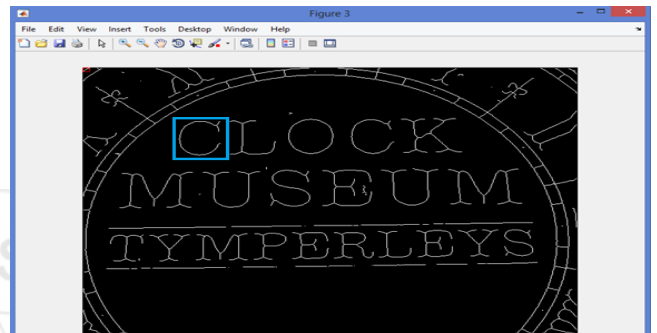 Figure 3
File Edit View Insert Tools Desktop Window Help
CLOCK
MUSEUM
TYMPERLEYS